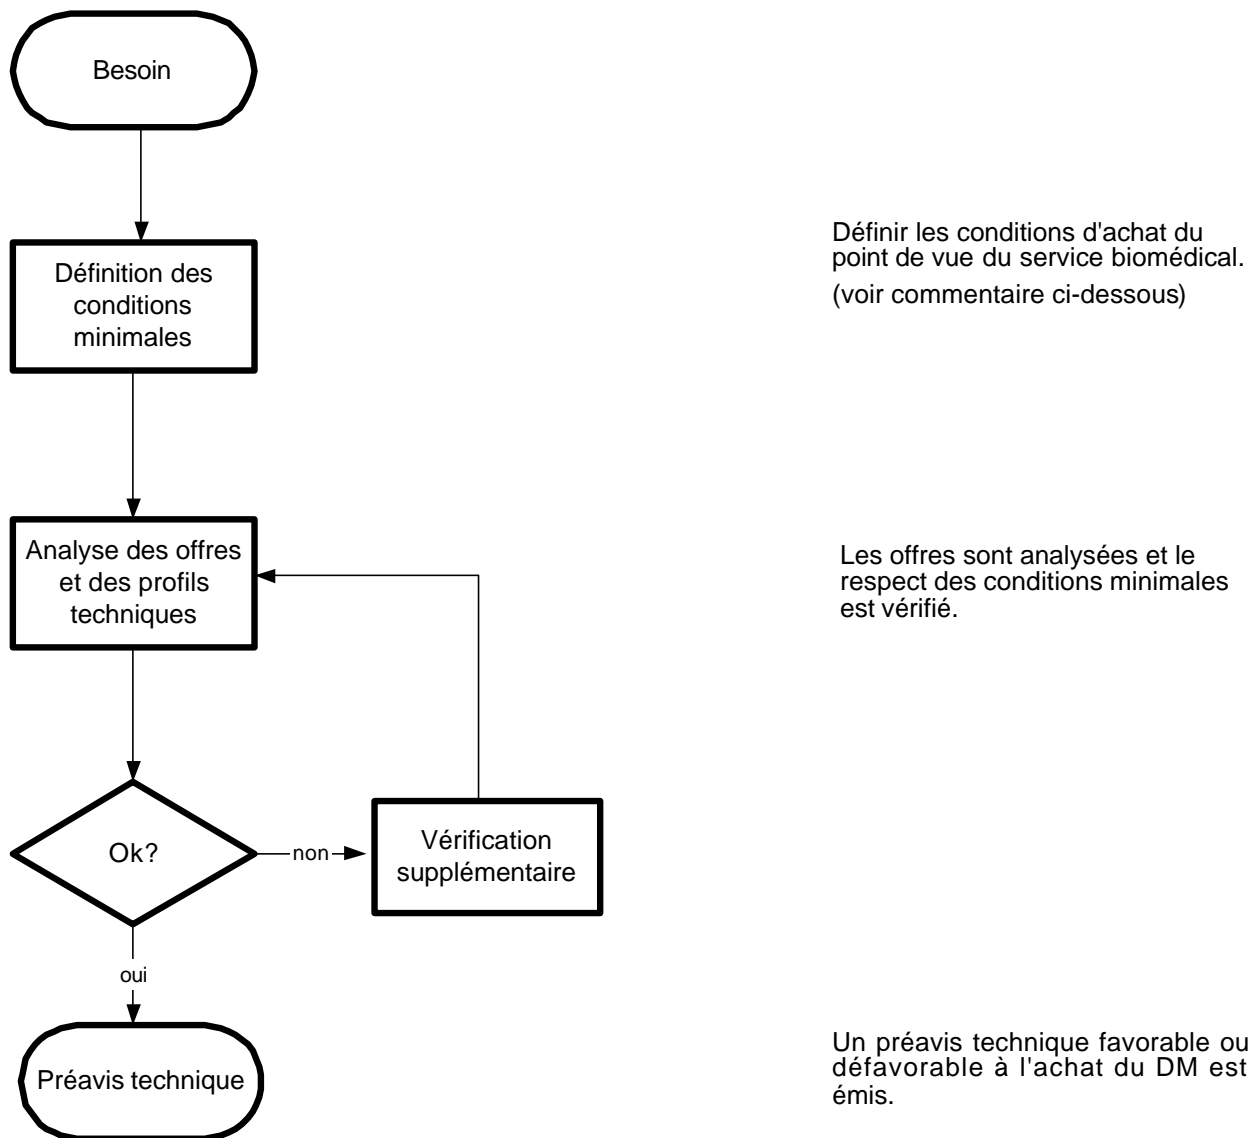 Besoin
Définition des
conditions
minimales
Définir les conditions d'achat du
point de vue du service biomédical.
(voir commentaire ci-dessous)
Analyse des offres
et des profils
techniques
Les offres sont analysées et le
respect des conditions minimales
est vérifié.
Ok?
non
Vérification
supplémentaire
oui
Préavis technique
Un préavis technique favorable ou
défavorable à l'achat du DM est
émis.